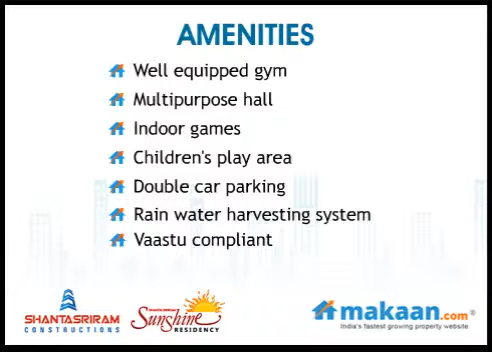 AMENITIES
Well equipped gym
Multipurpose hall
Indoor games
Children's play area
Double car parking
Rain water harvesting system
Vaastu compliant
SHANTASRIRAM
CONSTRUCTIONS
Sunshine
RESIDENCY
makaan.com®
India's fastest growing property website